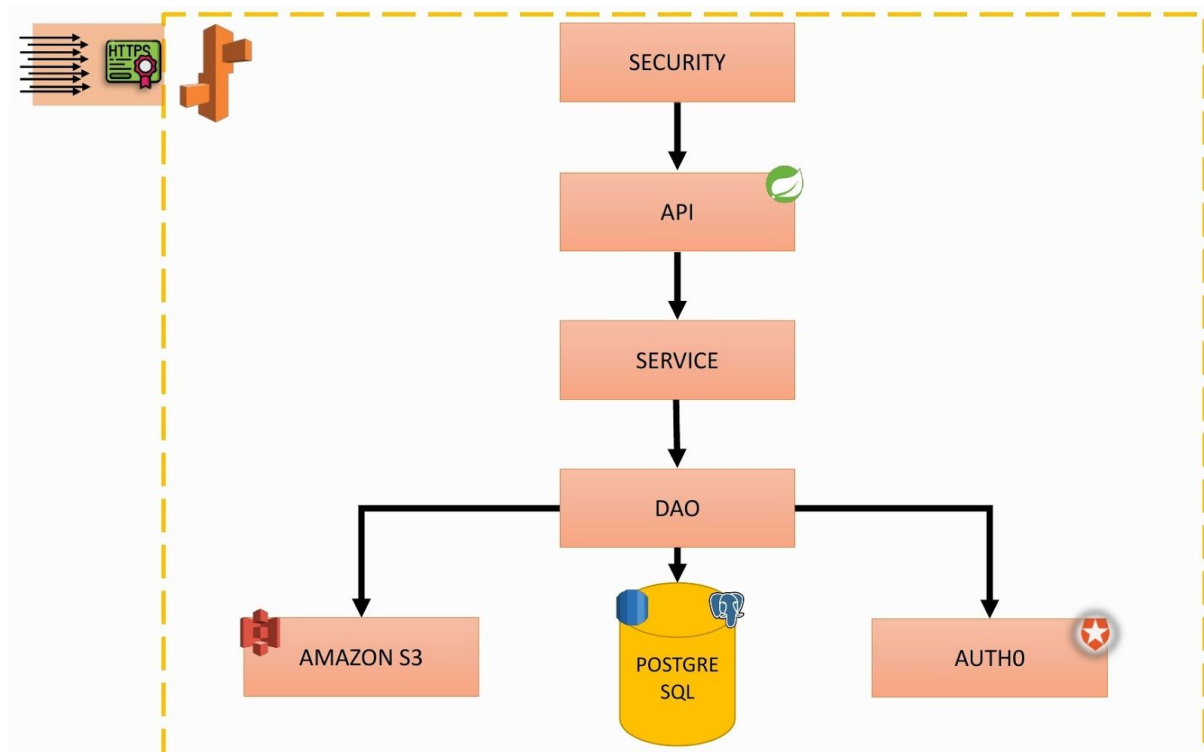 HTTPS
SECURITY
API
SERVICE
DAO
AMAZON S3
POSTGRE
SQL
AUTH0